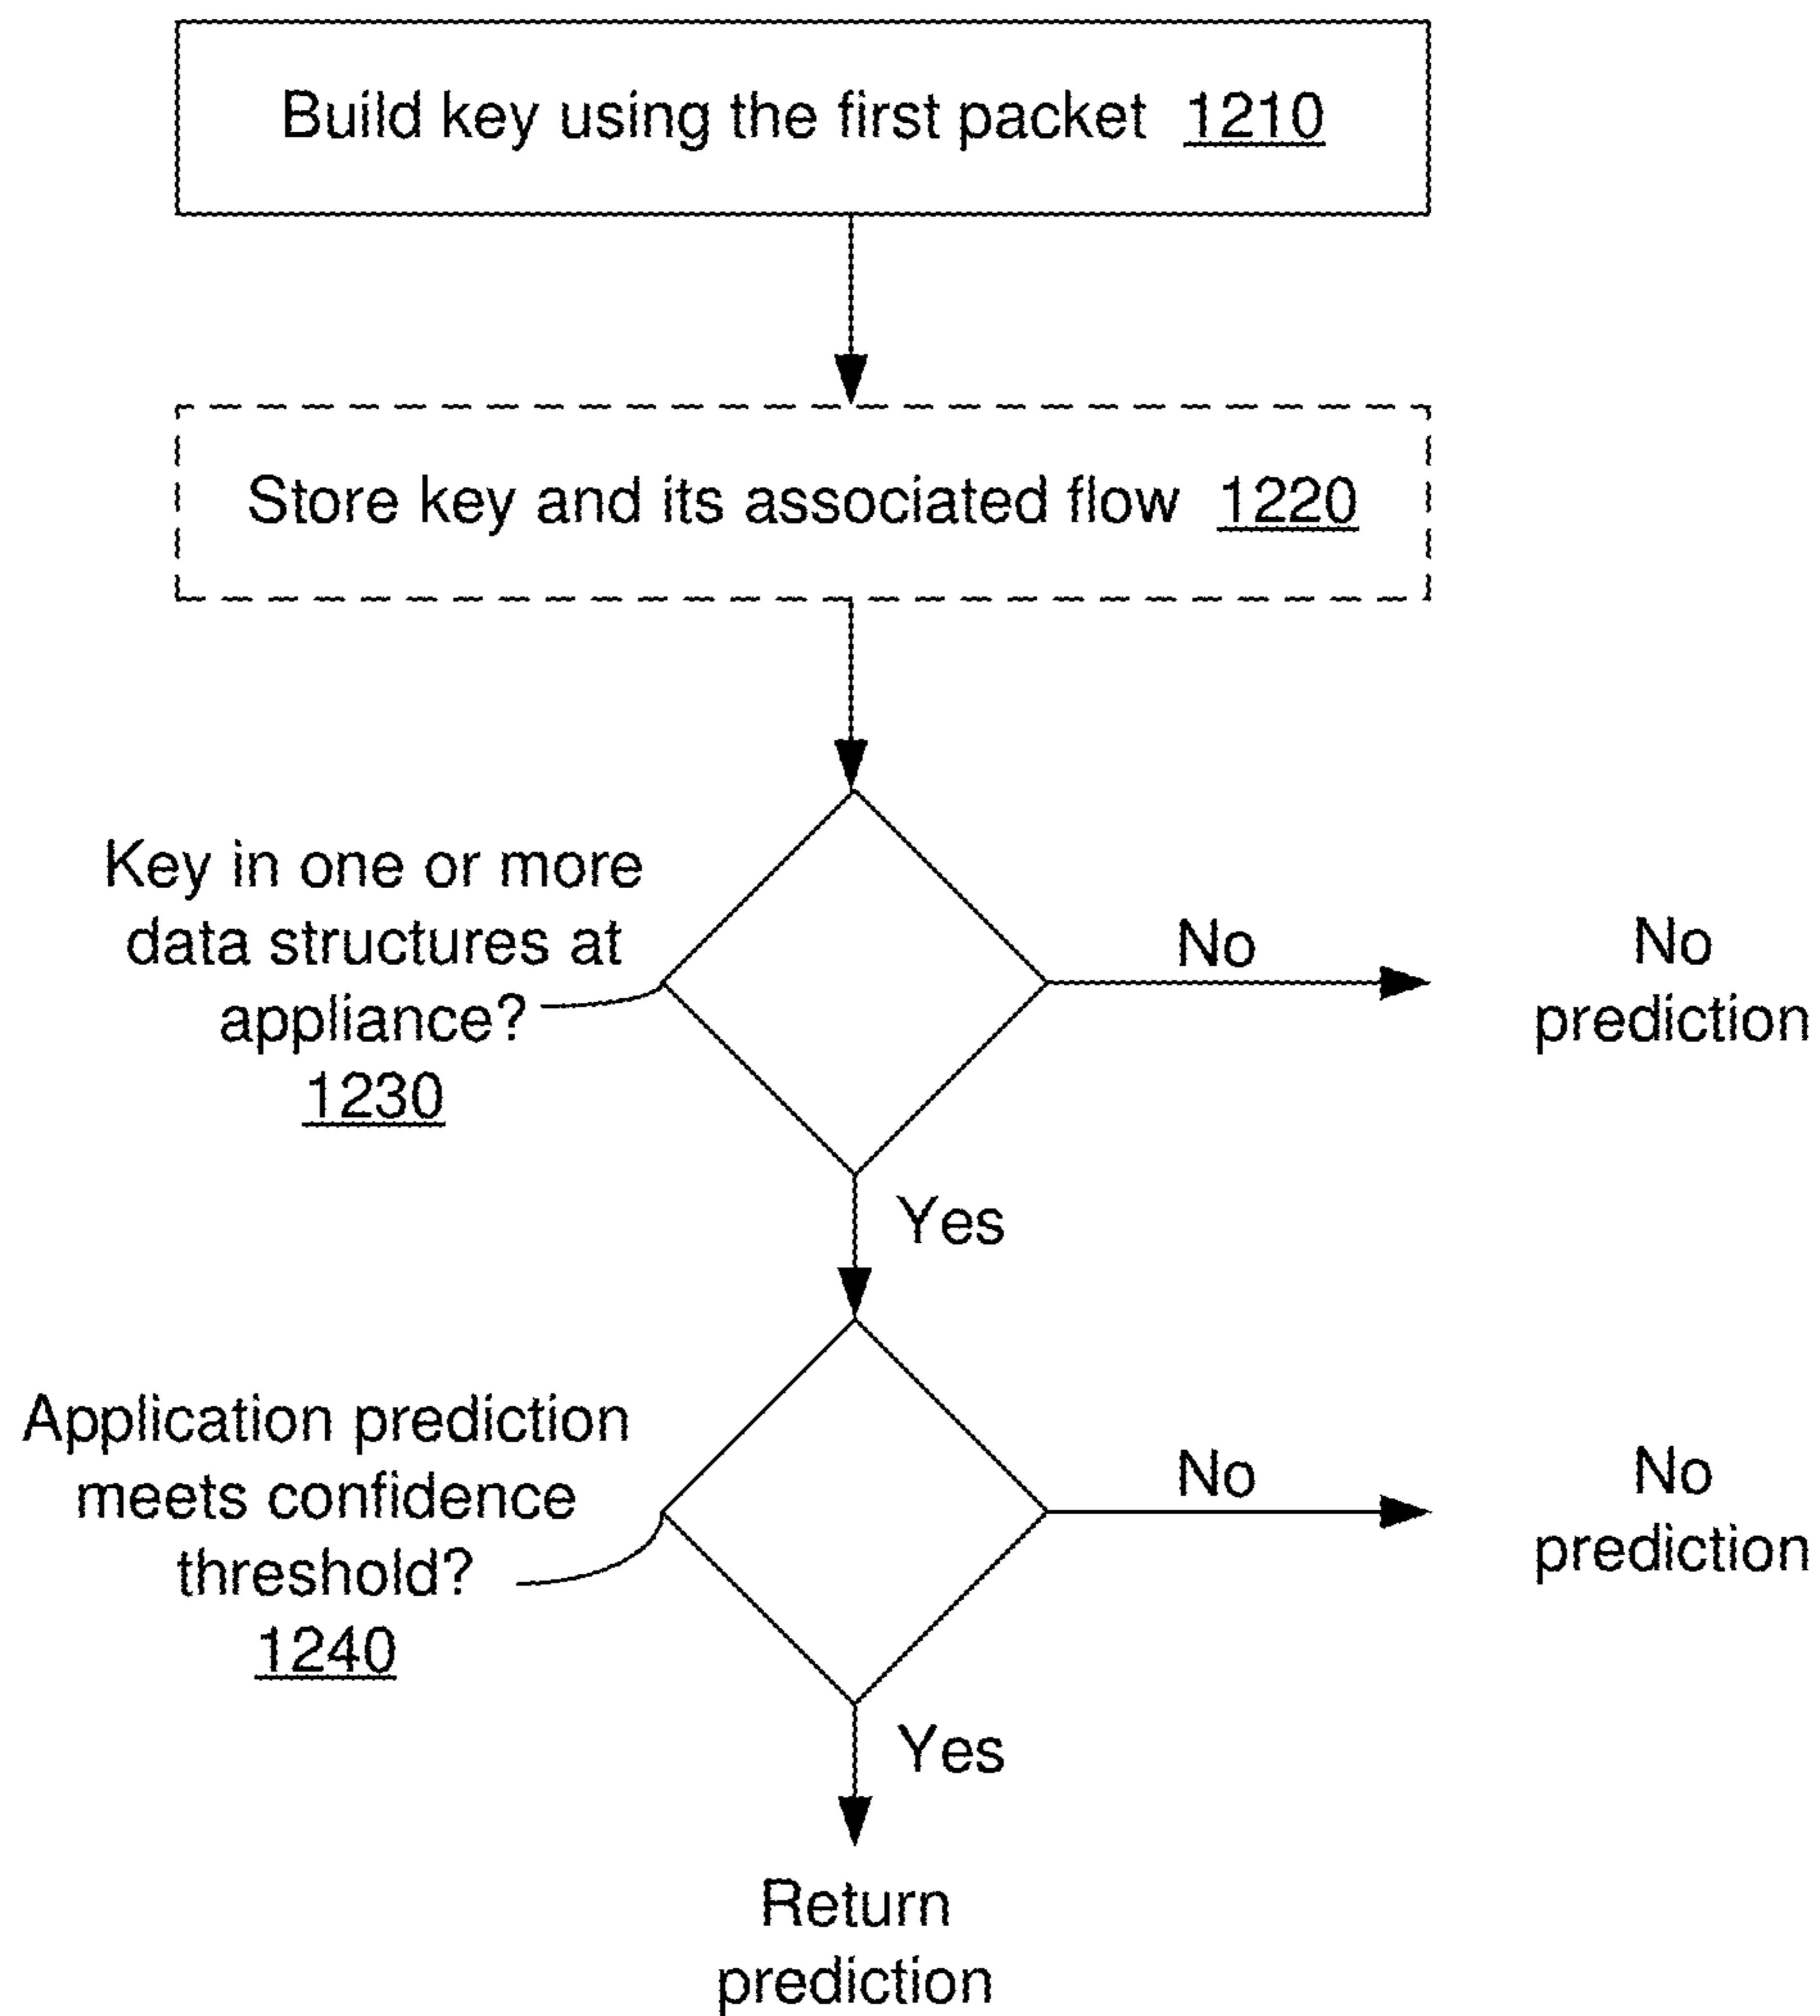 Build key using the first packet 1210
Store key and its associated flow 1220
Key in one or more
data structures at
appliance?
1230
No
No
prediction
Yes
Application prediction
meets confidence
threshold?
1240
No
No
prediction
Yes
Return
prediction